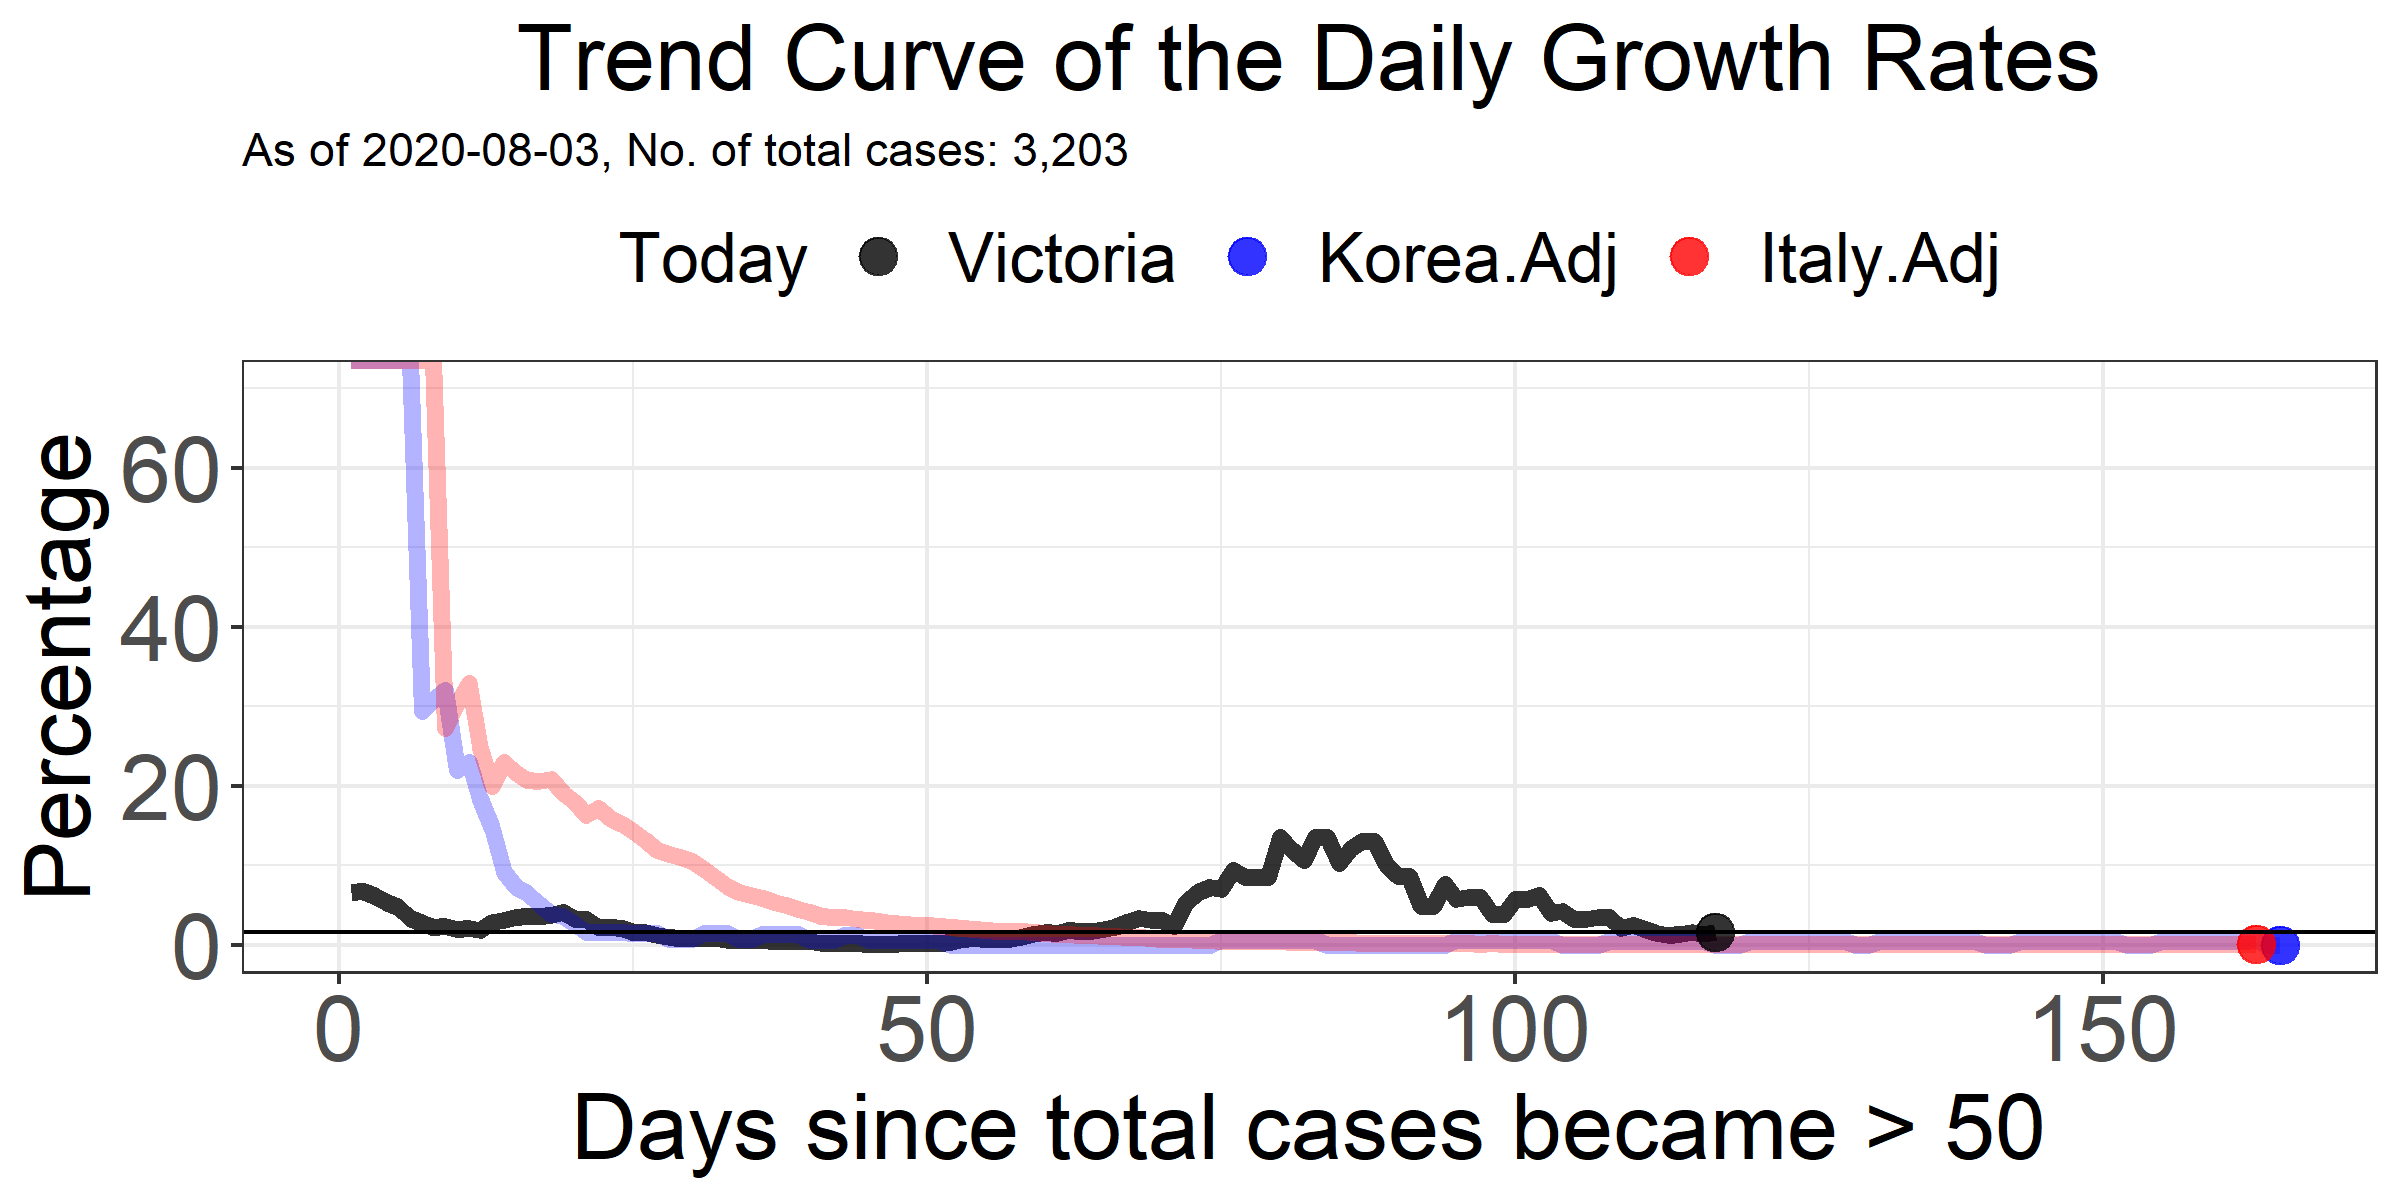 Trend Curve of the Daily Growth Rates
As of 2020-08-03, No. of total cases: 3,203
Today Victoria Korea.Adj Italy.Adj
Percentage
60
40
20
0
0 50 100 150
Days since total cases became > 50